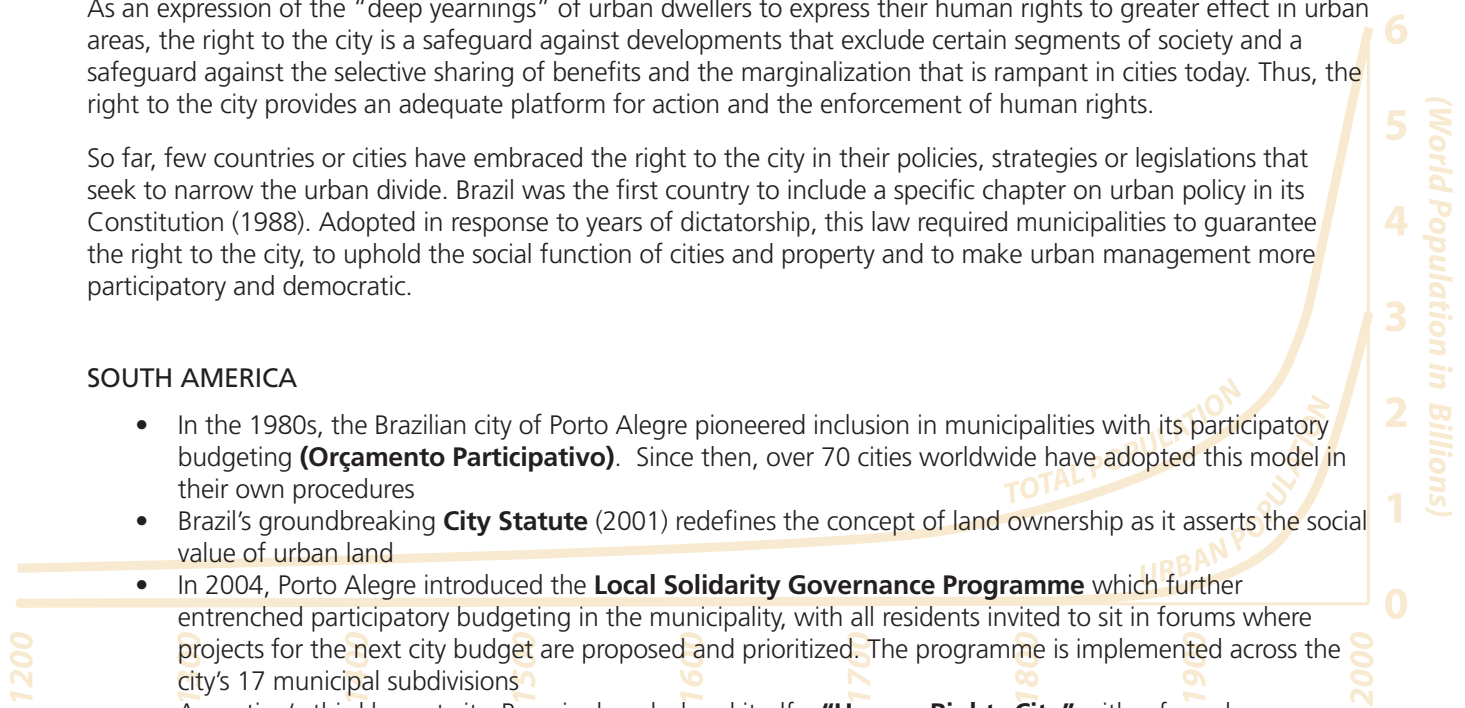 As an expression of the “deep yearnings” of urban dwellers to express their human rights to greater effect in urban
areas, the right to the city is a safeguard against developments that exclude certain segments of society and a
safeguard against the selective sharing of benefits and the marginalization that is rampant in cities today. Thus, the
right to the city provides an adequate platform for action and the enforcement of human rights.
So far, few countries or cities have embraced the right to the city in their policies, strategies or legislations that
seek to narrow the urban divide. Brazil was the first country to include a specific chapter on urban policy in its
Constitution (1988). Adopted in response to years of dictatorship, this law required municipalities to guarantee
the right to the city, to uphold the social function of cities and property and to make urban management more
participatory and democratic.
SOUTH AMERICA
• In the 1980s, the Brazilian city of Porto Alegre pioneered inclusion in municipalities with its participatory
budgeting (Orçamento Participativo). Since then, over 70 cities worldwide have adopted this model in
their own procedures
• Brazil’s groundbreaking City Statute (2001) redefines the concept of land ownership as it asserts the social
value of urban land
• In 2004, Porto Alegre introduced the Local Solidarity Governance Programme which further
entrenched participatory budgeting in the municipality, with all residents invited to sit in forums where
projects for the next city budget are proposed and prioritized. The programme is implemented across the
city’s 17 municipal subdivisions
6
5
4
3
2
1
0
(World Population in Billions)
TOTAL POPULATION
URBAN POPULATION
1200
1500
1600
1700
1800
1900
2000